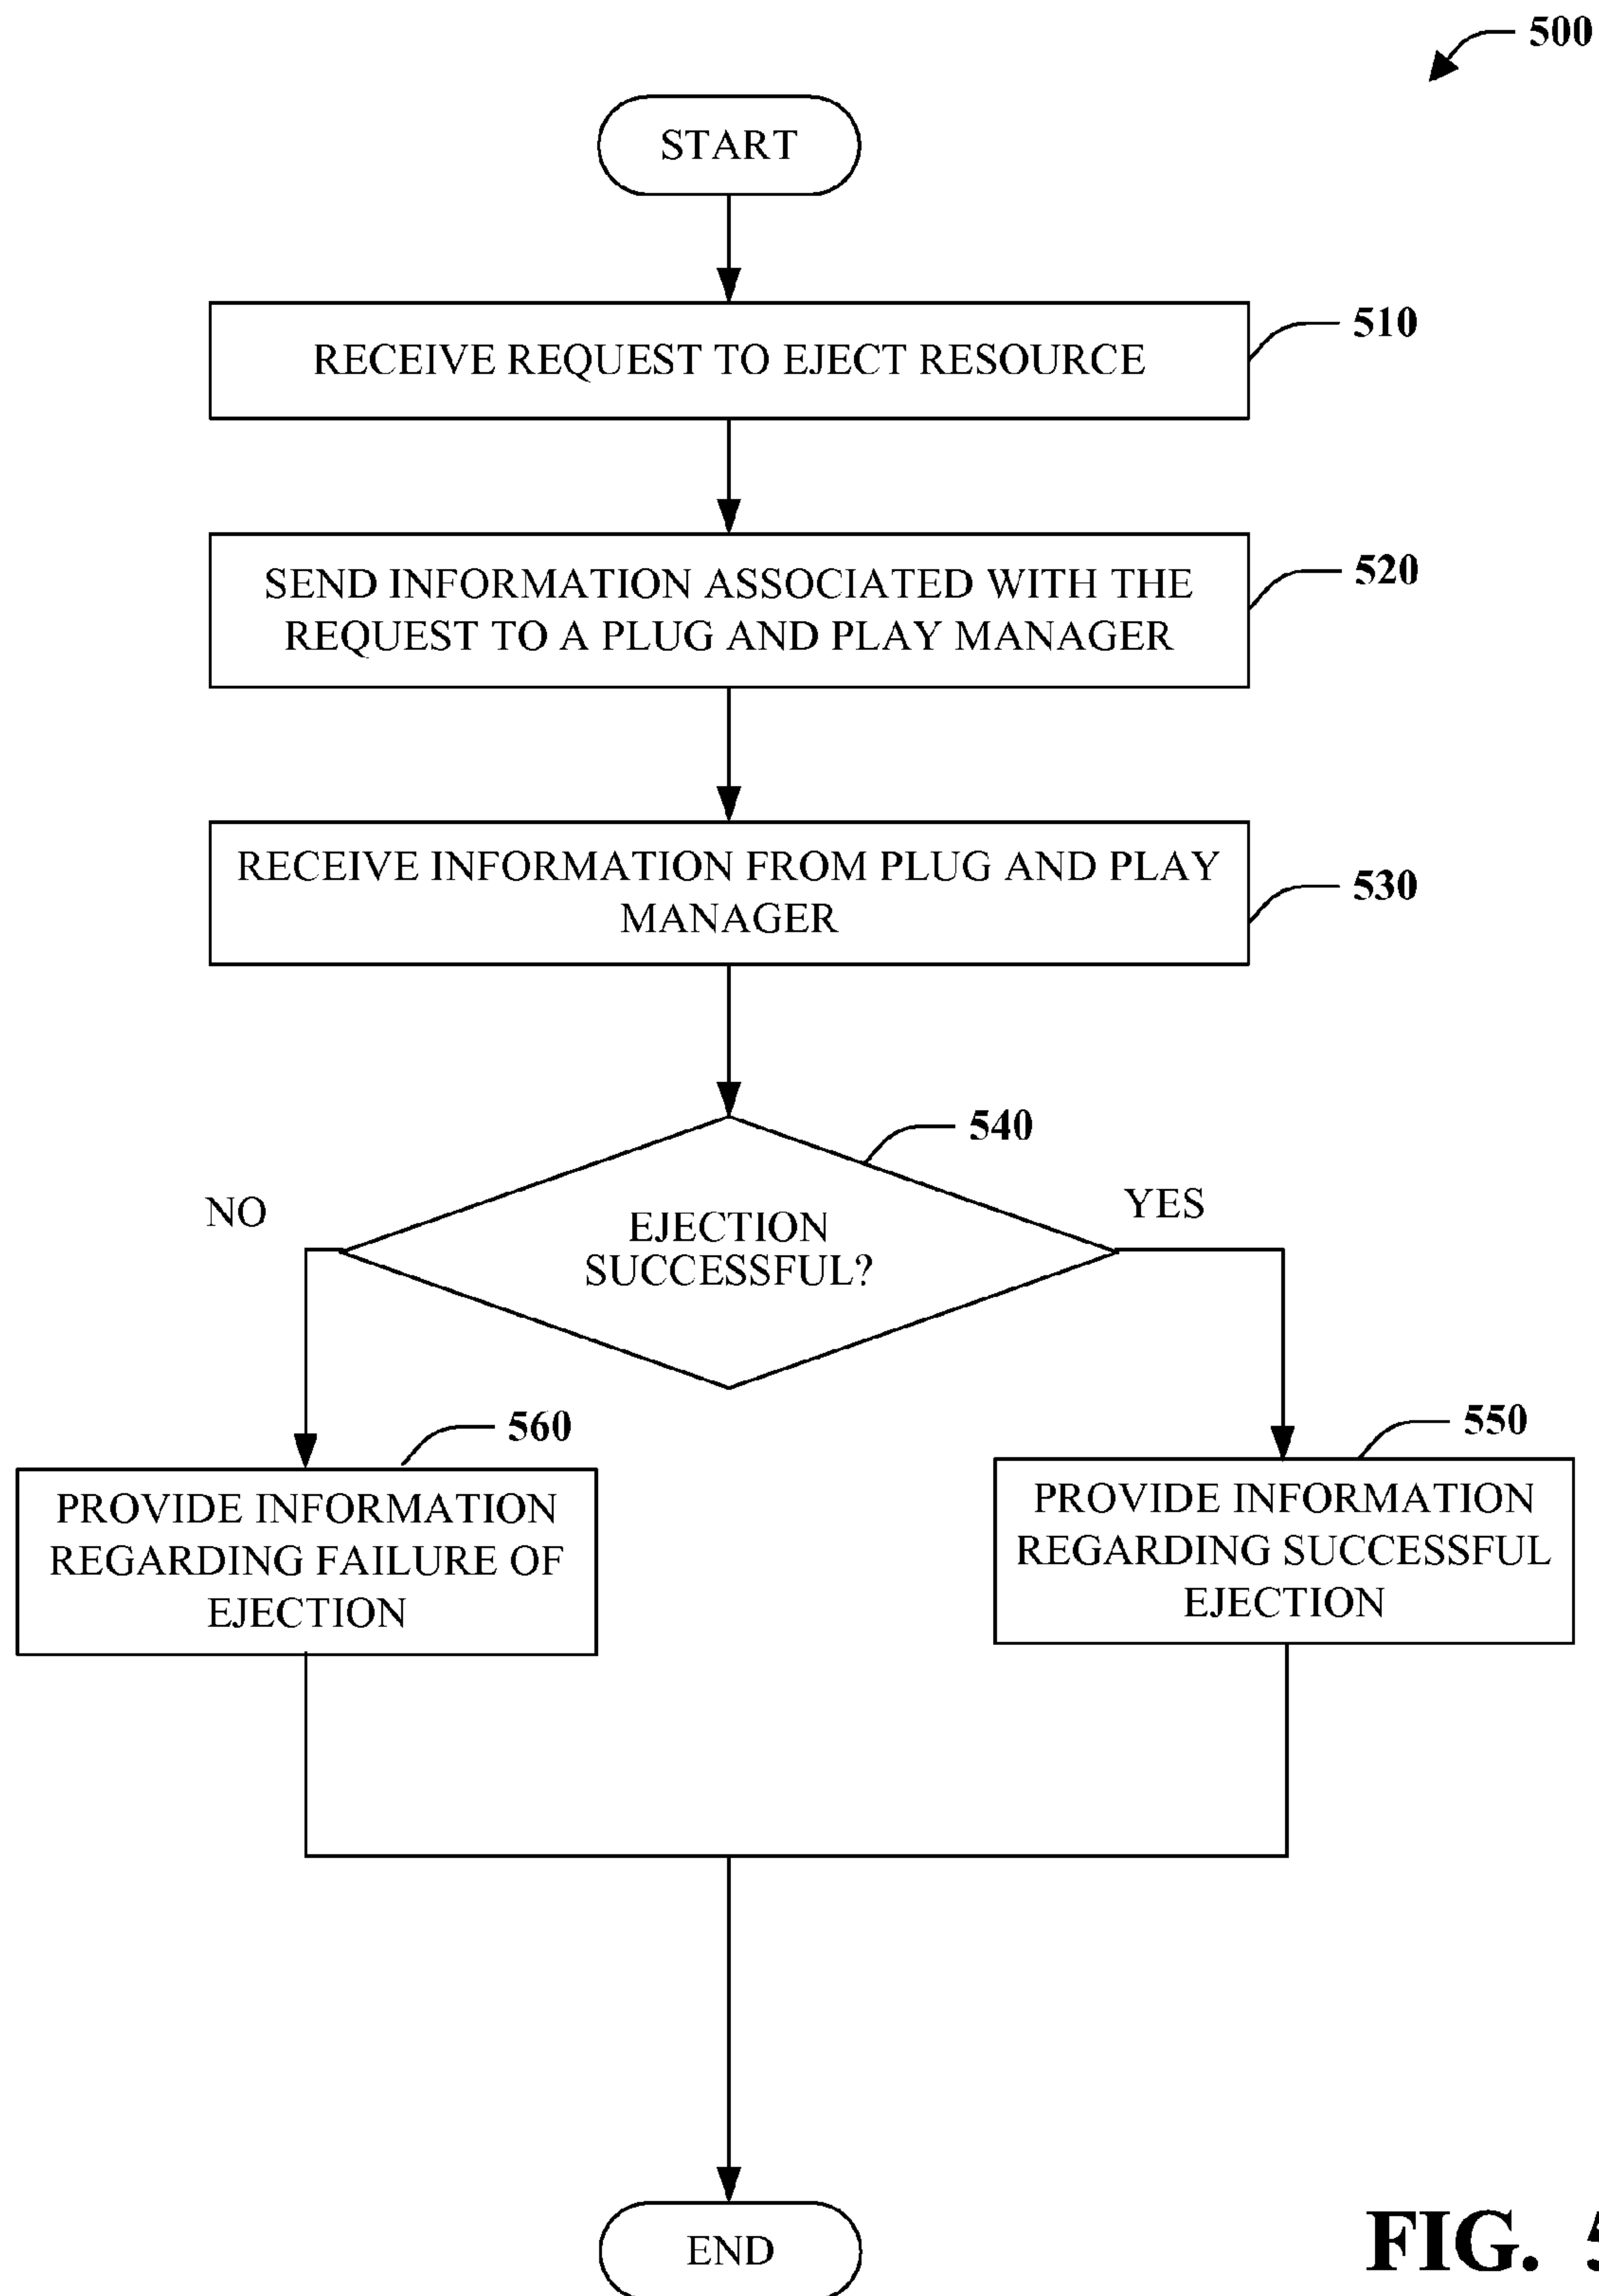 500
START
RECEIVE REQUEST TO EJECT RESOURCE
510
SEND INFORMATION ASSOCIATED WITH THE
REQUEST TO A PLUG AND PLAY MANAGER
520
RECEIVE INFORMATION FROM PLUG AND PLAY
MANAGER
530
540
NO
YES
EJECTION
SUCCESSFUL?
560
550
PROVIDE INFORMATION
REGARDING FAILURE OF
EJECTION
PROVIDE INFORMATION
REGARDING SUCCESSFUL
EJECTION
END
FIG. 5